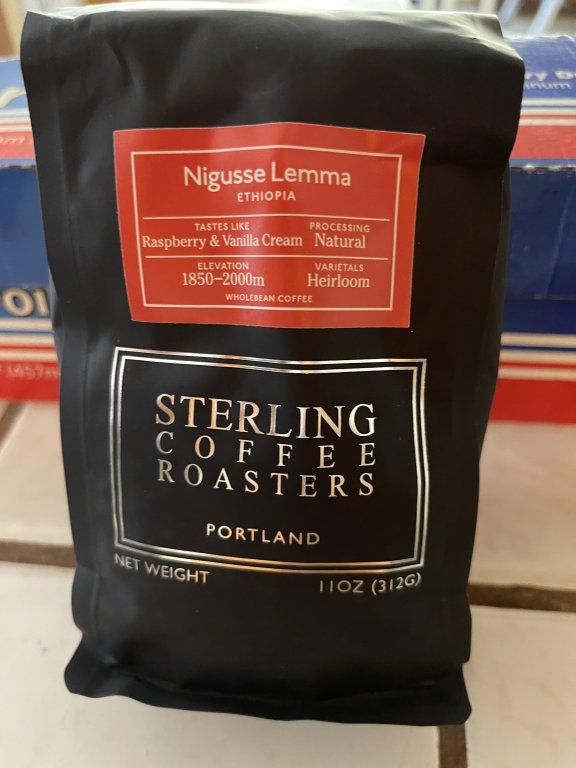 Nigusse Lemma
ETHIOPIA
TASTES LIKE PROCESSING
Raspberry & Vanilla Cream Natural
ELEVATION VARIETALS
1850–2000m Heirloom
WHOLEBEAN COFFEE
STERLING
COFFEE
ROASTERS
PORTLAND
NET WEIGHT 11OZ (312G)